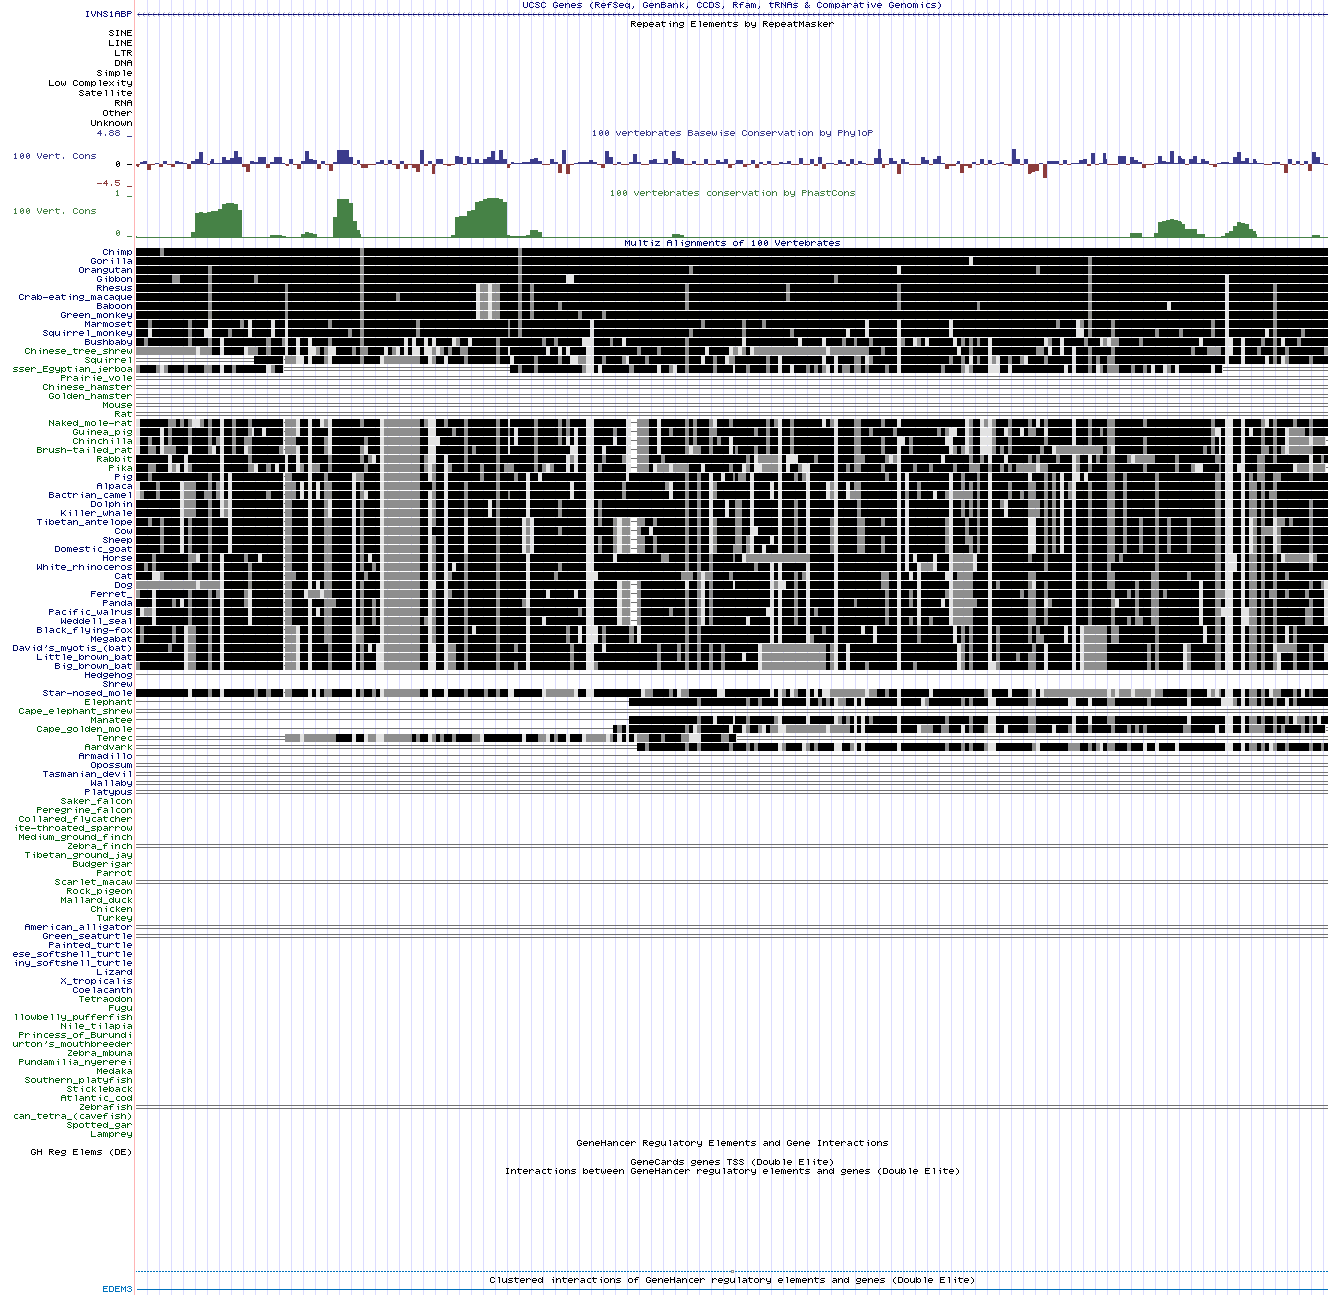 UCSC Genes (RefSeq, GenBank, CCDS, Rfam, tRNAs & Comparative Genomics)
IVNS1ABP
Repeating Elements by RepeatMasker
SINE
LINE
LTR
DNA
Simple
Low Complexity
Satellite
RNA
Other
Unknown
4.88 _
100 vertebrates Basewise Conservation by PhyloP
100 Vert. Cons
0 -
-4.5 _
1 _
100 vertebrates conservation by PhastCons
100 Vert. Cons
0 _
Multiz Alignments of 100 Vertebrates
Chimp
Gorilla
Orangutan
Gibbon
Rhesus
Crab-eating_macaque
Baboon
Green_monkey
Marmoset
Squirrel_monkey
Bushbaby
Chinese_tree_shrew
Squirrel
sser_Egyptian_jerboa
Prairie_vole
Chinese_hamster
Golden_hamster
Mouse
Rat
Naked_mole-rat
Guinea_pig
Chinchilla
Brush-tailed_rat
Rabbit
Pika
Pig
Alpaca
Bactrian_camel
Dolphin
Killer_whale
Tibetan_antelope
Cow
Sheep
Domestic_goat
Horse
White_rhinoceros
Cat
Dog
Ferret_
Panda
Pacific_walrus
Weddell_seal
Black_flying-fox
Megabat
David's_myotis_(bat)
Little_brown_bat
Big_brown_bat
Hedgehog
Shrew
Star-nosed_mole
Elephant
Cape_elephant_shrew
Manatee
Cape_golden_mole
Tenrec
Aardvark
Armadillo
Opossum
Tasmanian_devil
Wallaby
Platypus
Saker_falcon
Peregrine_falcon
Collared_flycatcher
ite-throated_sparrow
Medium_ground_finch
Zebra_finch
Tibetan_ground_jay
Budgerigar
Parrot
Scarlet_macaw
Rock_pigeon
Mallard_duck
Chicken
Turkey
American_alligator
Green_seaturtle
Painted_turtle
ese_softshell_turtle
iny_softshell_turtle
Lizard
X_tropicalis
Coelacanth
Tetraodon
Fugu
llowbelly_pufferfish
Nile_tilapia
Princess_of_Burundi
urton's_mouthbreeder
Zebra_mbuna
Pundamilia_nyererei
Medaka
Southern_platyfish
Stickleback
Atlantic_cod
Zebrafish
can_tetra_(cavefish)
Spotted_gar
Lamprey
GeneHancer Regulatory Elements and Gene Interactions
GH Reg Elems (DE)
GeneCards genes TSS (Double Elite)
Interactions between GeneHancer regulatory elements and genes (Double Elite)
Clustered interactions of GeneHancer regulatory elements and genes (Double Elite)
EDEM3